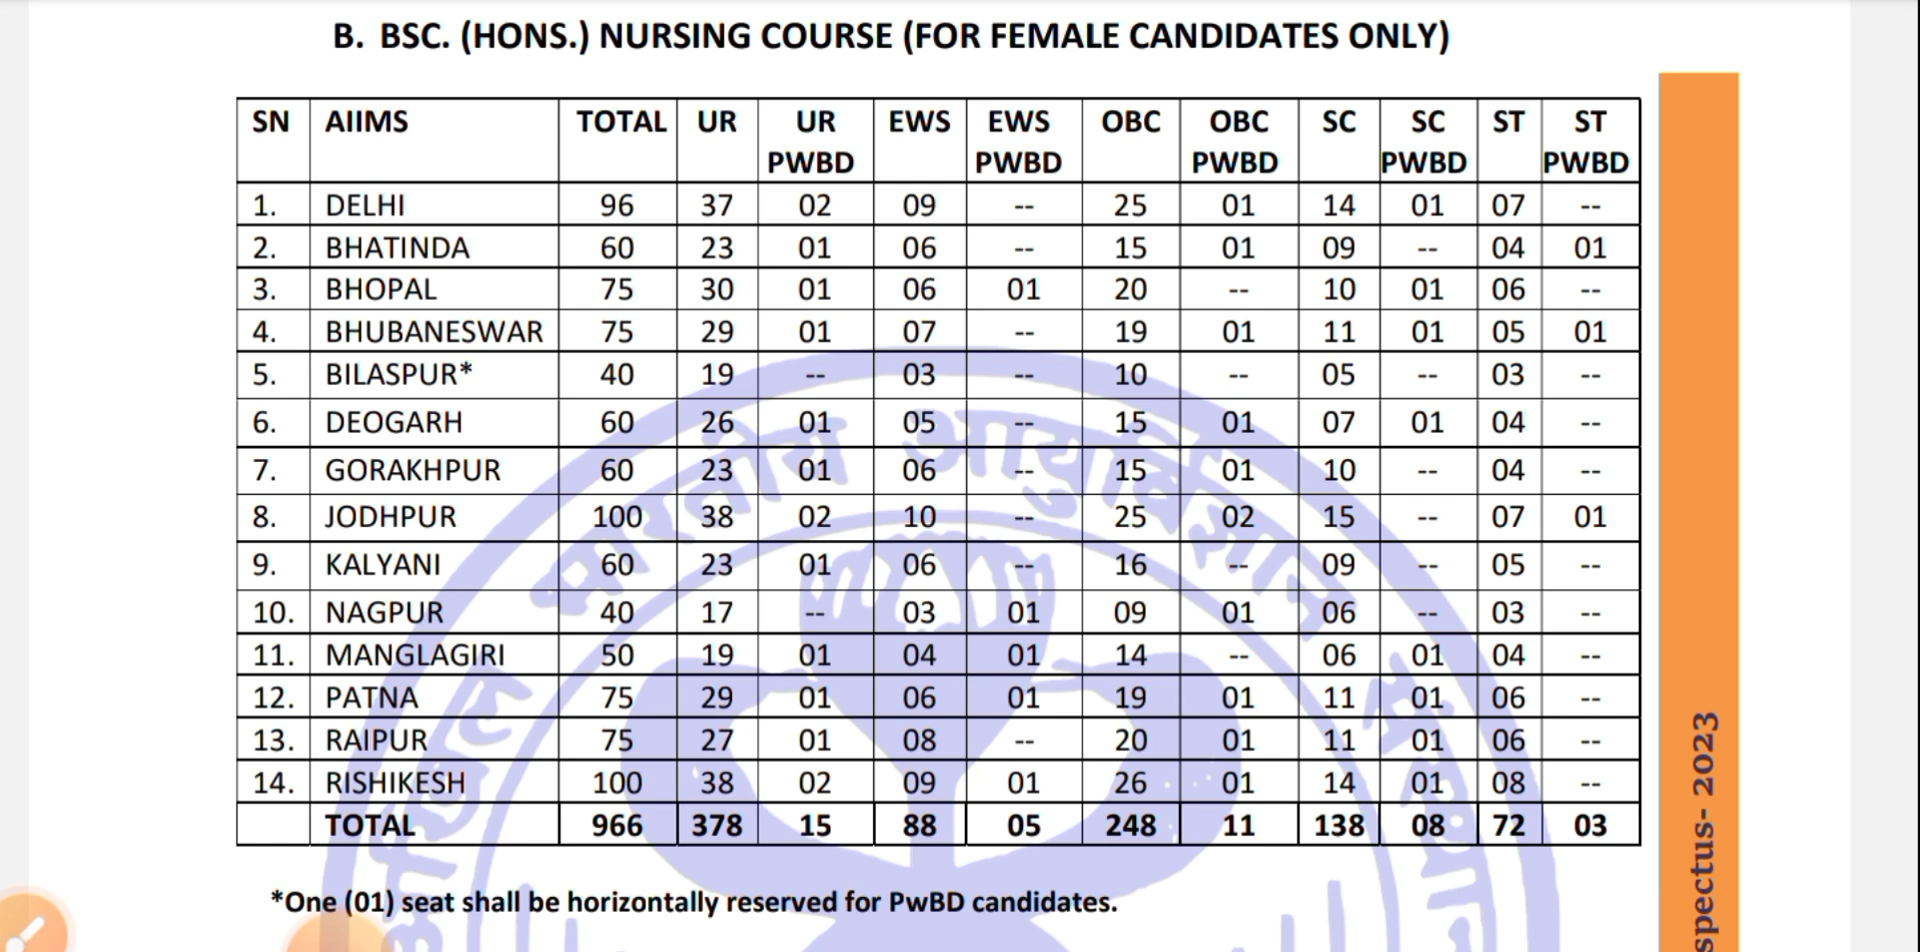 B. BSC. (HONS.) NURSING COURSE (FOR FEMALE CANDIDATES ONLY)
SN AIIMS TOTAL UR UR PWBD EWS EWS PWBD OBC OBC PWBD SC SC PWBD ST ST PWBD
1. DELHI 96 37 02 09 -- 25 01 14 01 07 --
2. BHATINDA 60 23 01 06 -- 15 01 09 -- 04 01
3. BHOPAL 75 30 01 06 01 20 -- 10 01 06 --
4. BHUBANESWAR 75 29 01 07 -- 19 01 11 01 05 01
5. BILASPUR* 40 19 -- 03 -- 10 -- 05 -- 03 --
6. DEOGARH 60 26 01 05 -- 15 01 07 01 04 --
7. GORAKHPUR 60 23 01 06 -- 15 01 10 -- 04 --
8. JODHPUR 100 38 02 10 -- 25 02 15 -- 07 01
9. KALYANI 60 23 01 06 -- 16 -- 09 -- 05 --
10. NAGPUR 40 17 -- 03 01 09 01 06 -- 03 --
11. MANGLAGIRI 50 19 01 04 01 14 -- 06 01 04 --
12. PATNA 75 29 01 06 01 19 01 11 01 06 --
13. RAIPUR 75 27 01 08 -- 20 01 11 01 06 --
14. RISHIKESH 100 38 02 09 01 26 01 14 01 08 --
TOTAL 966 378 15 88 05 248 11 138 08 72 03
*One (01) seat shall be horizontally reserved for PwBD candidates.
spectus- 2023
अखिल भारतीय आयुर्विज्ञान संस्थान